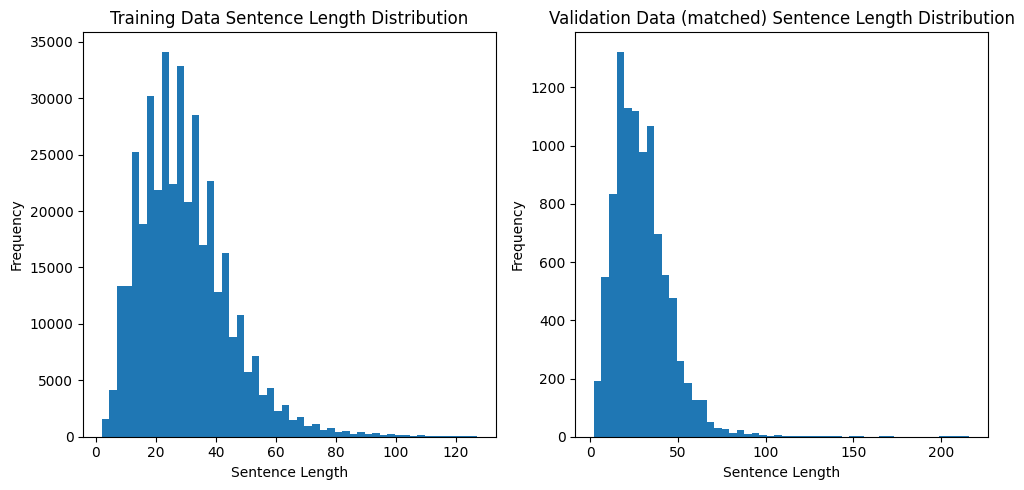 Training Data Sentence Length Distribution
35000
30000
25000
20000
15000
10000
5000
0
Frequency
0 20 40 60 80 100 120
Sentence Length
Validation Data (matched) Sentence Length Distribution
1200
1000
800
600
400
200
0
Frequency
0 50 100 150 200
Sentence Length